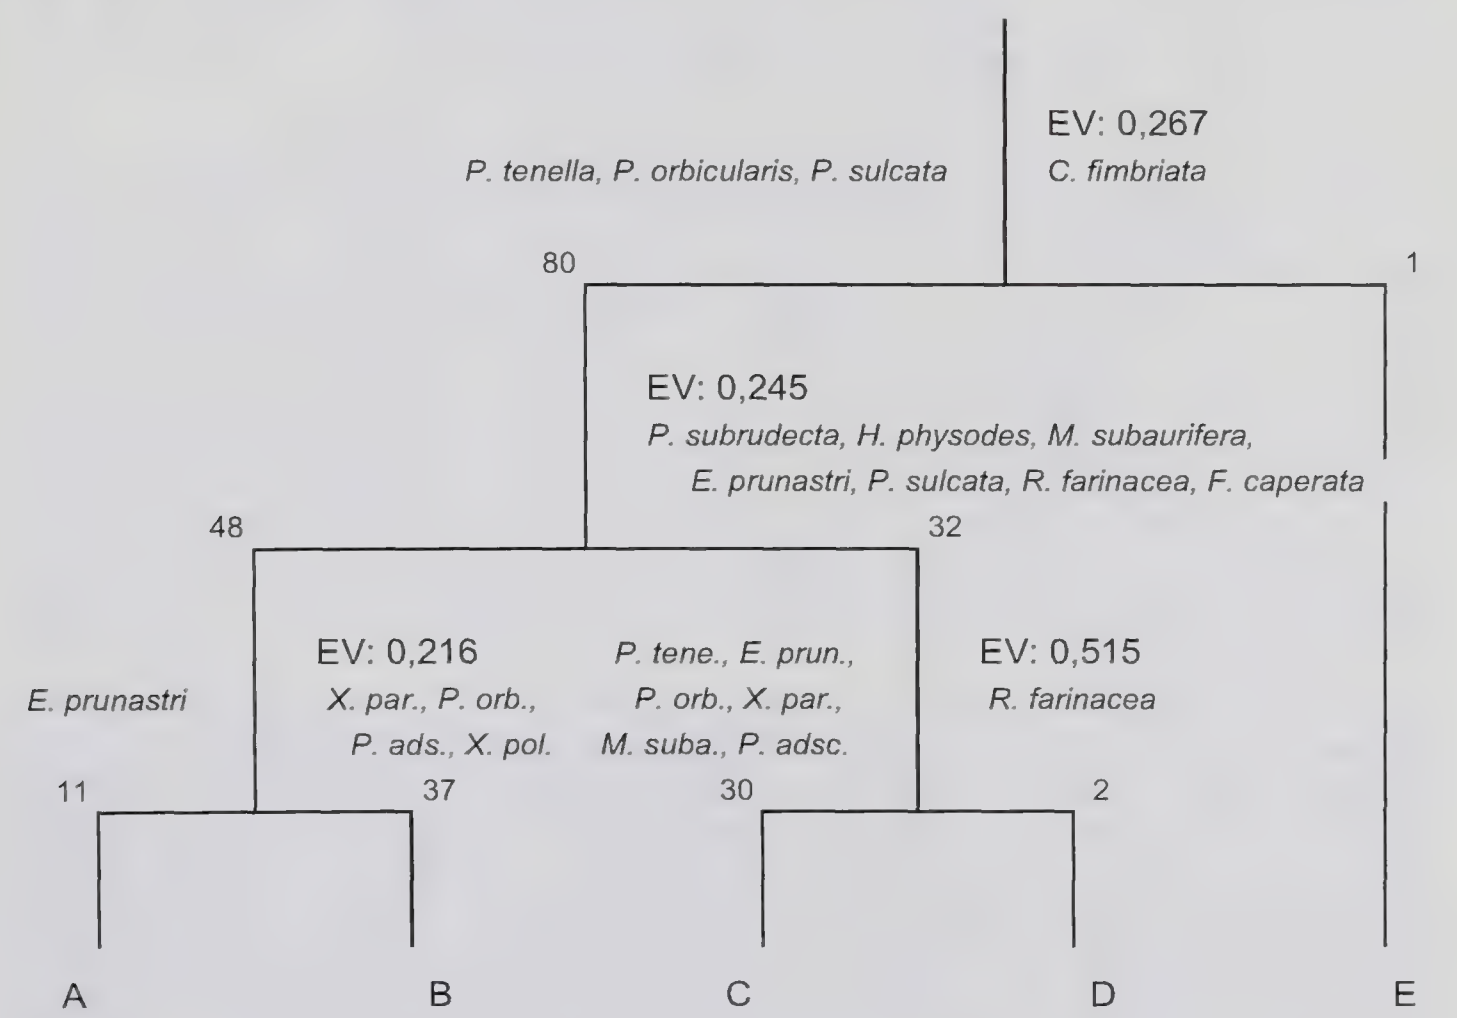 EV: 0,267
P. tenella, P. orbicularis, P. sulcata
C. fimbriata
80
1
EV: 0,245
P. subrudecta, H. physodes, M. subaurifera,
E. prunastri, P. sulcata, R. farinacea, F. caperata
48
32
EV: 0,216
P. tene., E. prun.,
EV: 0,515
E. prunastri
X. par., P. orb.,
P. orb., X. par.,
R. farinacea
P. ads., X. pol.
M. suba., P. adsc.
11
37
30
2
A
B
C
D
E